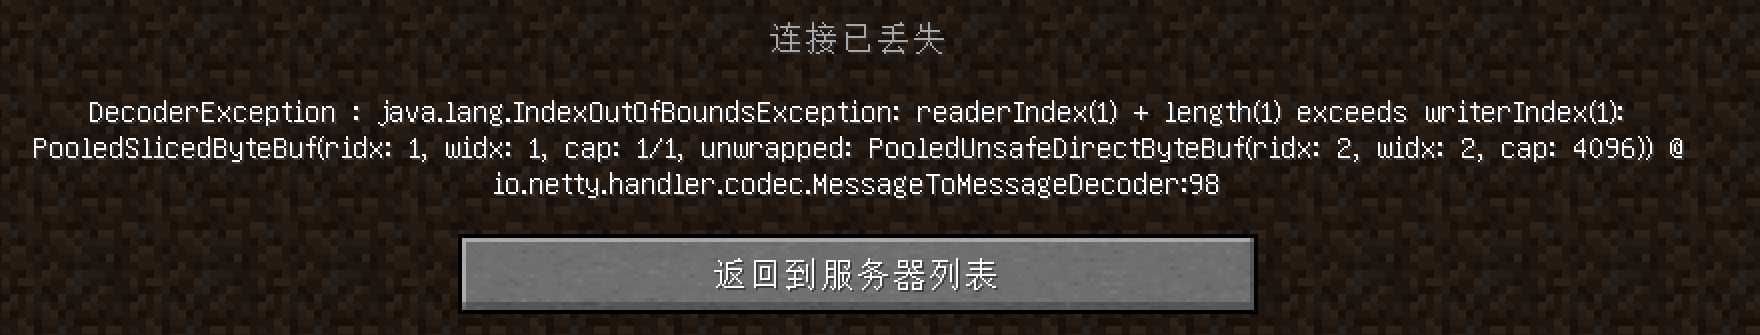 连接已丢失
DecoderException : java.lang.IndexOutOfBoundsException: readerIndex(1) + length(1) exceeds writerIndex(1):
PooledSlicedByteBuf(ridx: 1, widx: 1, cap: 1/1, unwrapped: PooledUnsafeDirectByteBuf(ridx: 2, widx: 2, cap: 4096)) @
io.netty.handler.codec.MessageToMessageDecoder:98
返回到服务器列表